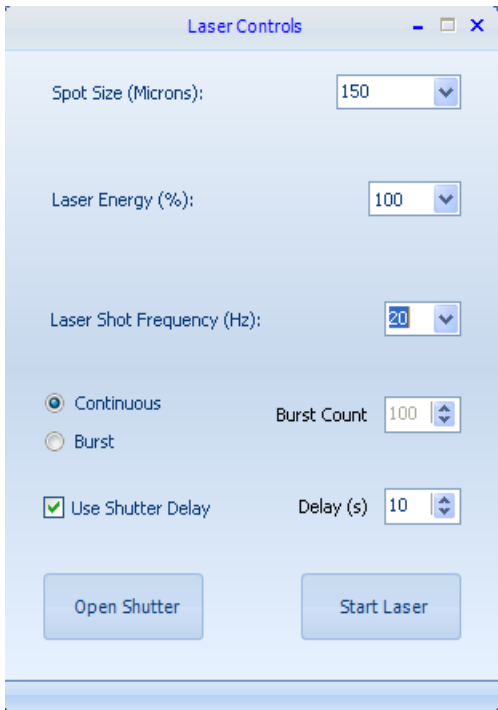 Laser Controls
Spot Size (Microns): 150
Laser Energy (%): 100
Laser Shot Frequency (Hz): 20
Continuous
Burst Count 100
Burst
Use Shutter Delay Delay (s) 10
Open Shutter Start Laser